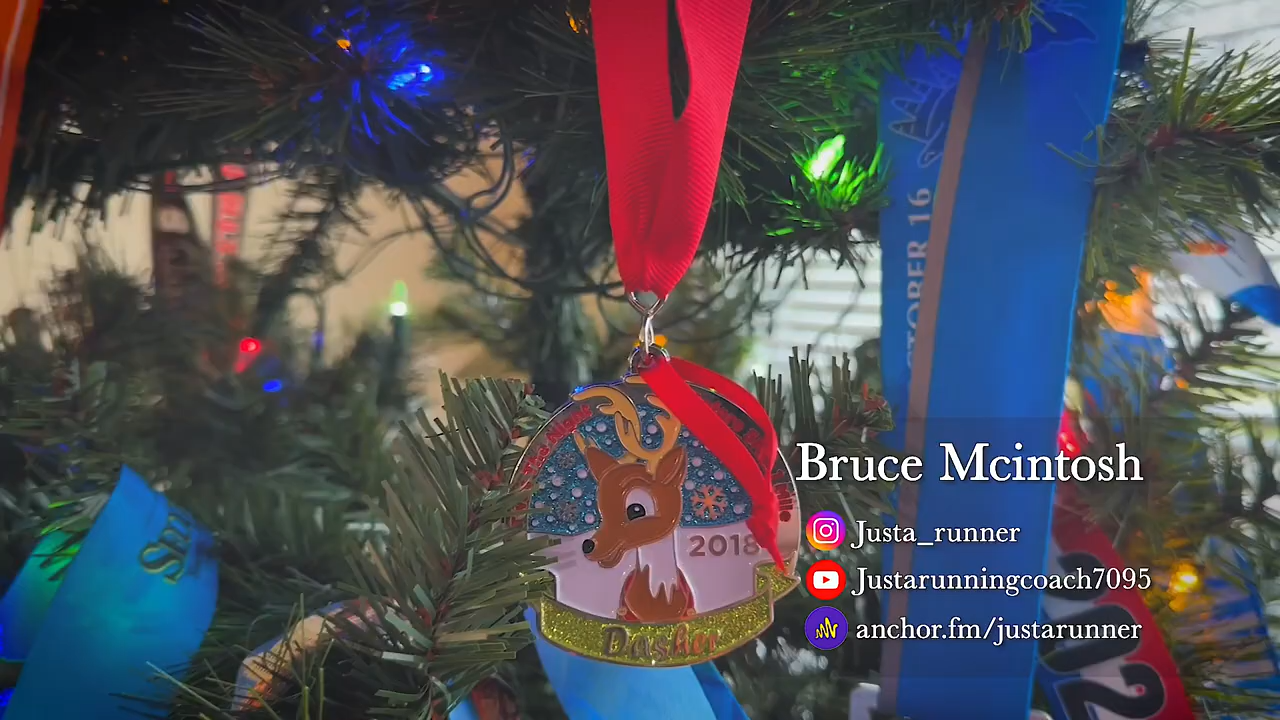 OCTOBER 16
Bruce Mcintosh
Justa_runner
Justarunningcoach7095
anchor.fm/justarunner
2018
Dasher